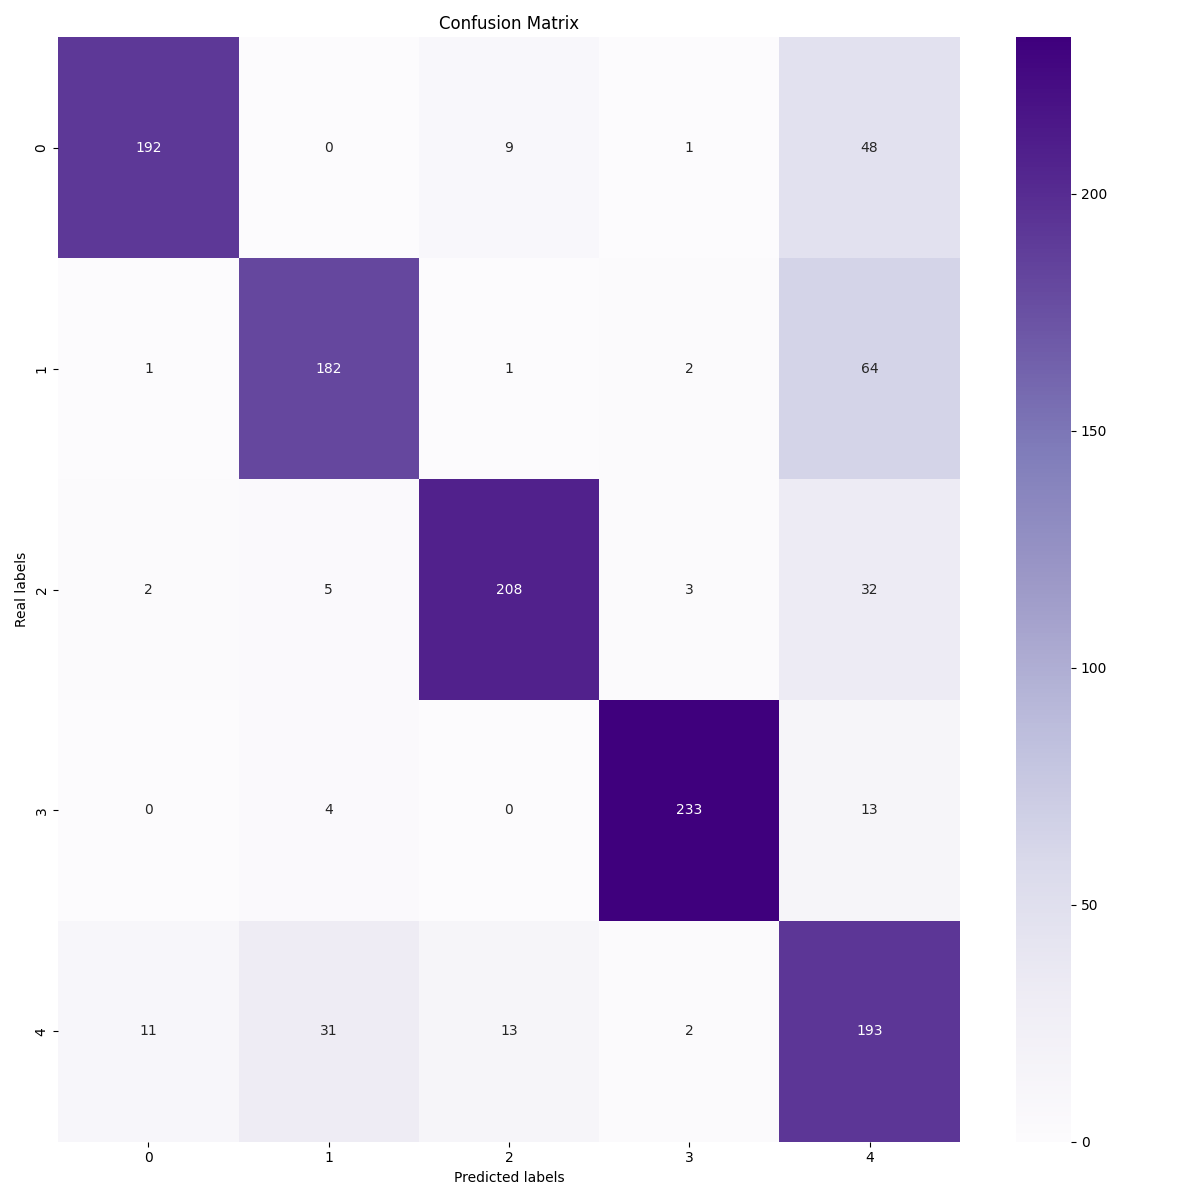 Confusion Matrix
0 192 0 9 1 48
1 1 182 1 2 64
2 2 5 208 3 32
3 0 4 0 233 13
4 11 31 13 2 193
0 1 2 3 4
Real labels
Predicted labels
200
150
100
50
0